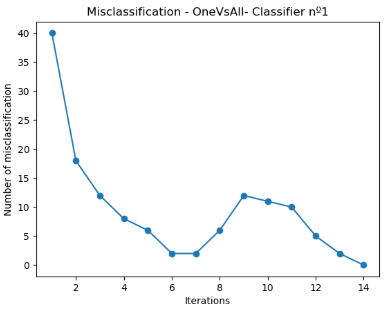 Misclassification - OneVsAll- Classifier nº1
Number of misclassification
40
35
30
25
20
15
10
5
0
2 4 6 8 10 12 14
Iterations